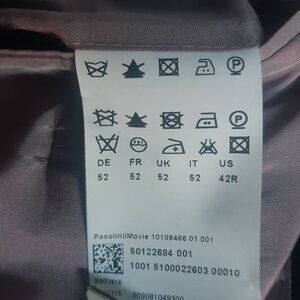 P
P
DE FR UK IT US
52 52 52 52 42R
Pasolini/Movie 10109466 01 001
50122684 001
1001 5100022603 00010